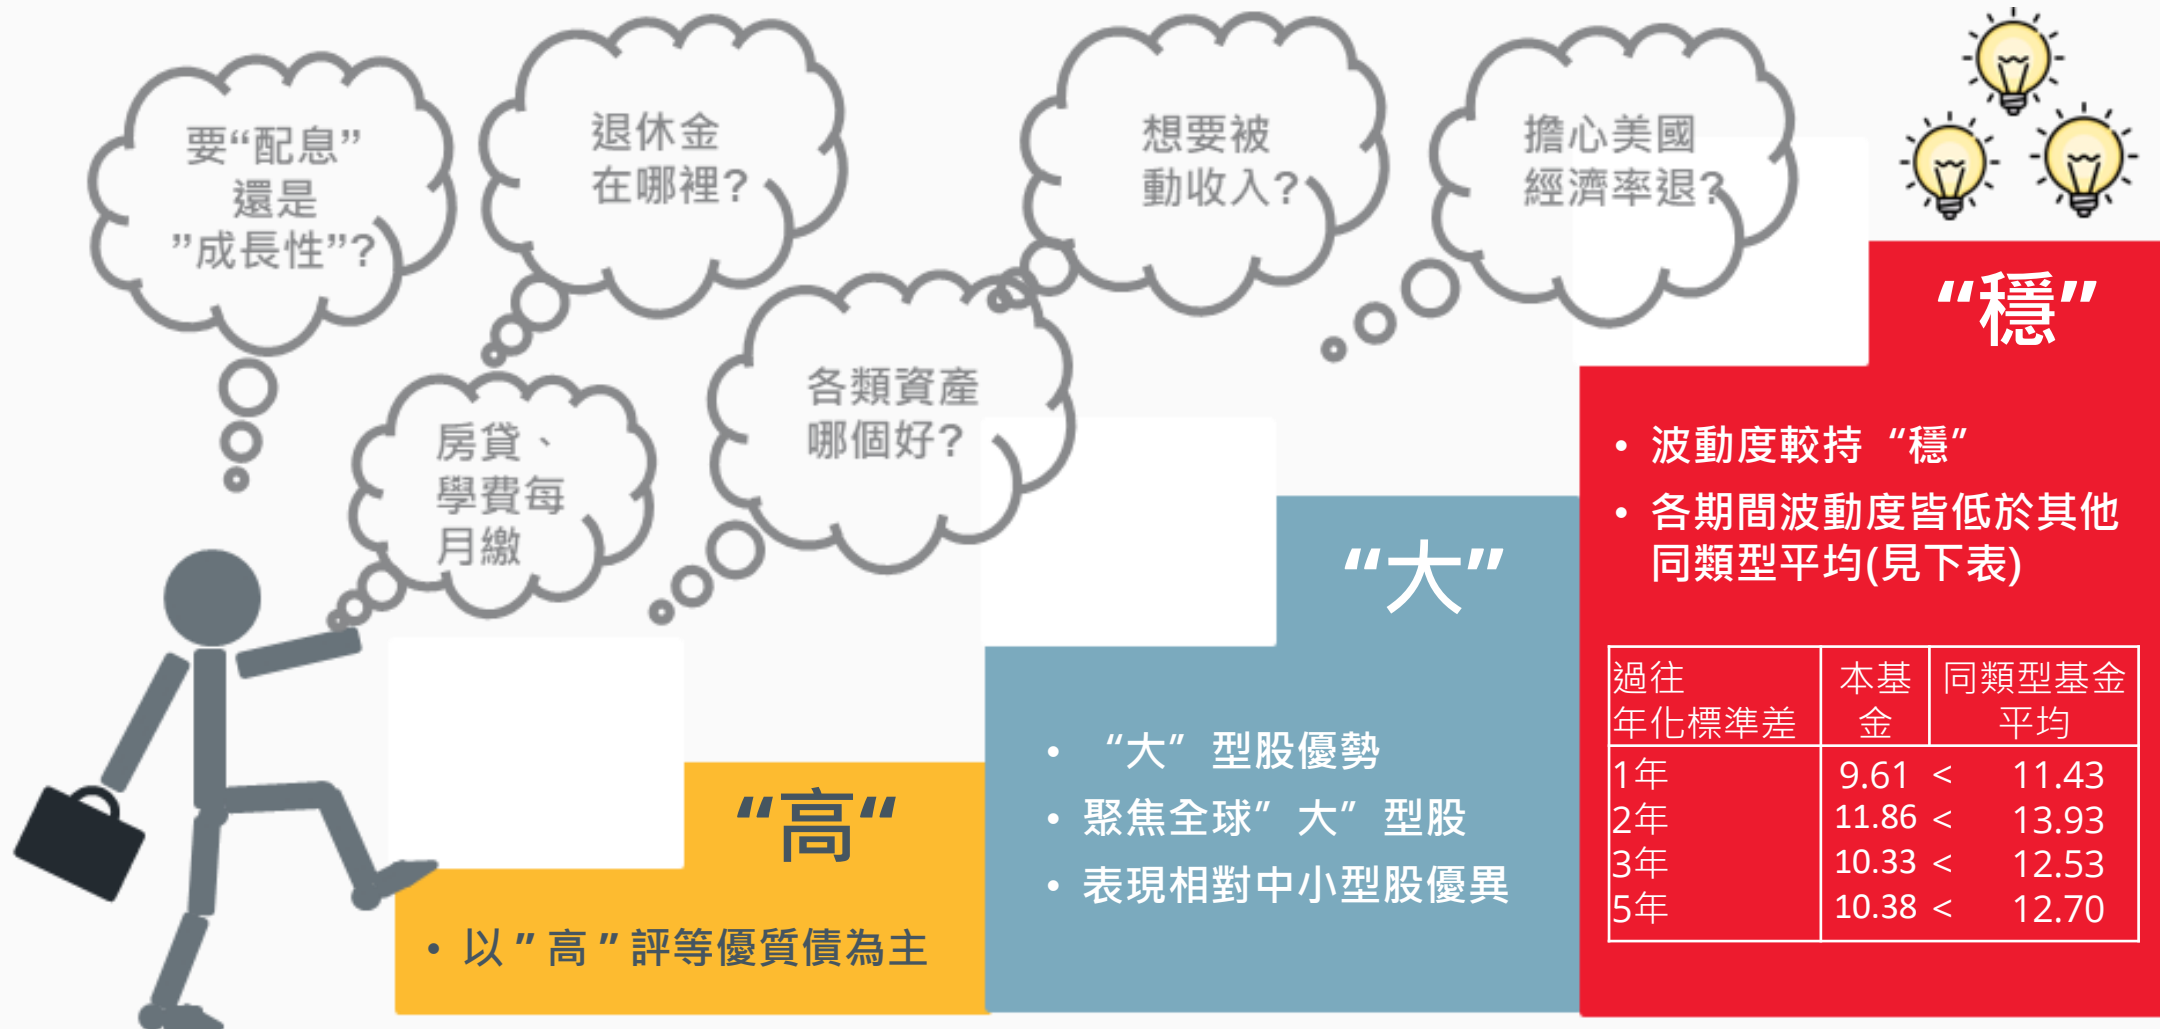 要“配息”
還是
”成長性”?
退休金
在哪裡?
想要被
動收入?
擔心美國
經濟率退?
房貸、
學費每
月繳
各類資產
哪個好?
“高“
• 以 ” 高 ” 評等優質債為主
“大”
• “大” 型股優勢
• 聚焦全球” 大” 型股
• 表現相對中小型股優異
“穩”
• 波動度較持 “穩”
• 各期間波動度皆低於其他
同類型平均(見下表)
過往 本基 同類型基金
年化標準差 金 平均
1年 9.61 < 11.43
2年 11.86 < 13.93
3年 10.33 < 12.53
5年 10.38 < 12.70